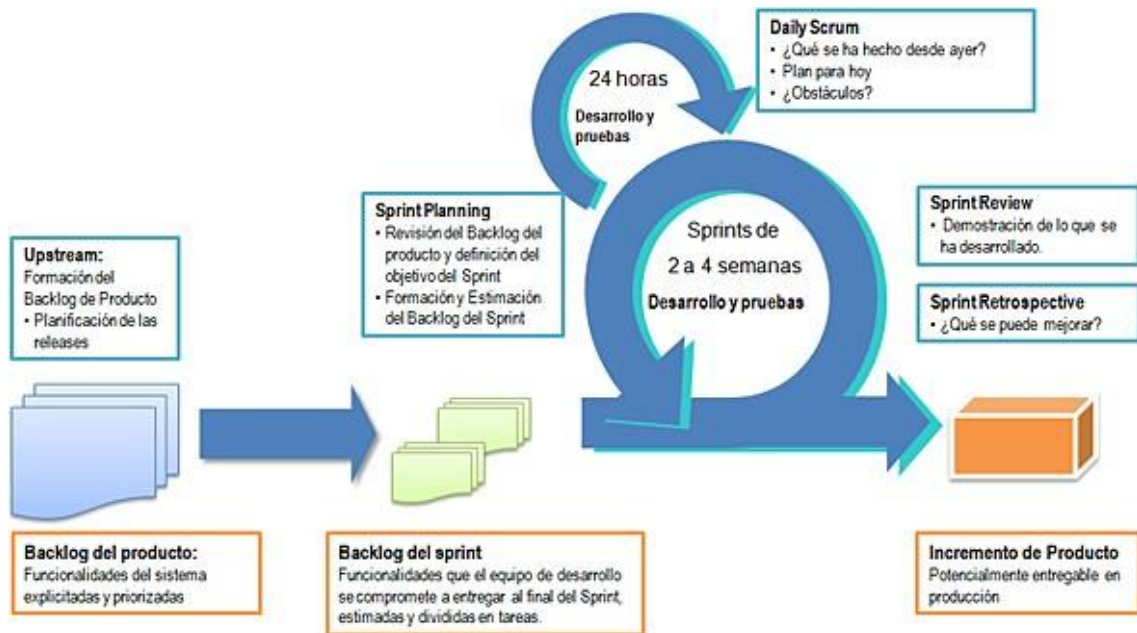 Daily Scrum
• ¿Qué se ha hecho desde ayer?
• Plan para hoy
• ¿Obstáculos?
24 horas
Desarrollo y
pruebas
Sprint Planning
• Revisión del Backlog del
producto y definición del
objetivo del Sprint
• Formación y Estimación
del Backlog del Sprint
Sprints de
2 a 4 semanas
Desarrollo y pruebas
Sprint Review
• Demostración de lo que se
ha desarrollado.
Sprint Retrospective
• ¿Qué se puede mejorar?
Upstream:
Formación del
Backlog de Producto
• Planificación de las
releases
Backlog del producto:
Funcionalidades del sistema
explicitadas y priorizadas
Backlog del sprint
Funcionalidades que el equipo de desarrollo
se compromete a entregar al final del Sprint,
estimadas y divididas en tareas.
Incremento de Producto
Potencialmente entregable en
producción